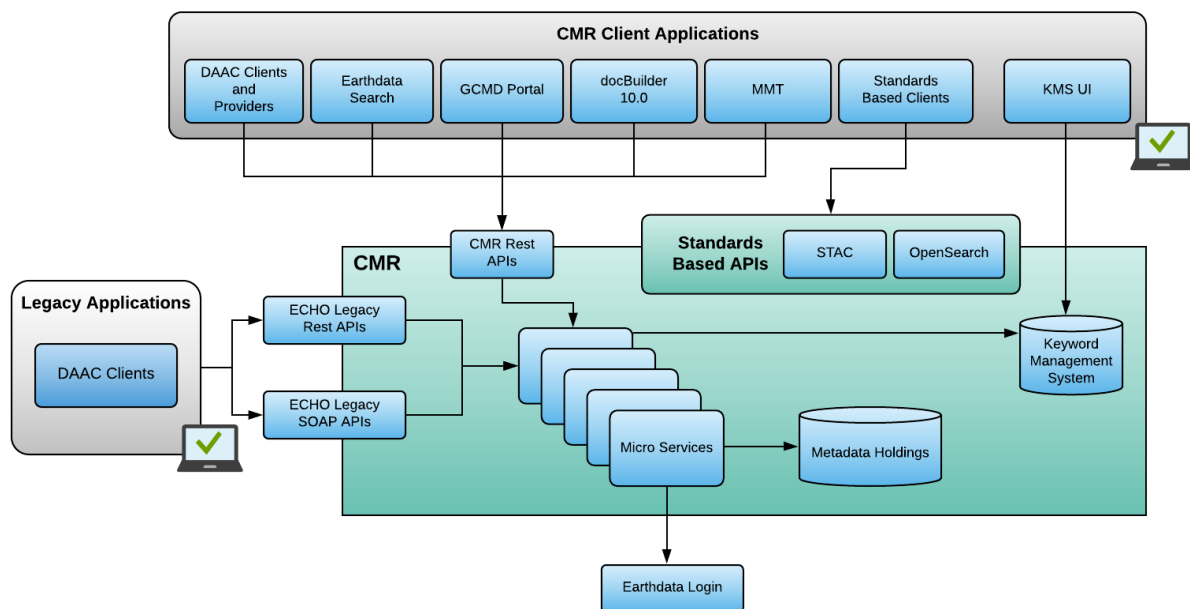 CMR Client Applications
DAAC Clients
and
Providers
Earthdata
Search
GCMD Portal
docBuilder
10.0
MMT
Standards
Based Clients
KMS UI
CMR Rest
APIs
Standards
Based APIs
STAC
OpenSearch
CMR
Legacy Applications
DAAC Clients
ECHO Legacy
Rest APIs
ECHO Legacy
SOAP APIs
Keyword
Management
System
Micro Services
Metadata Holdings
Earthdata Login